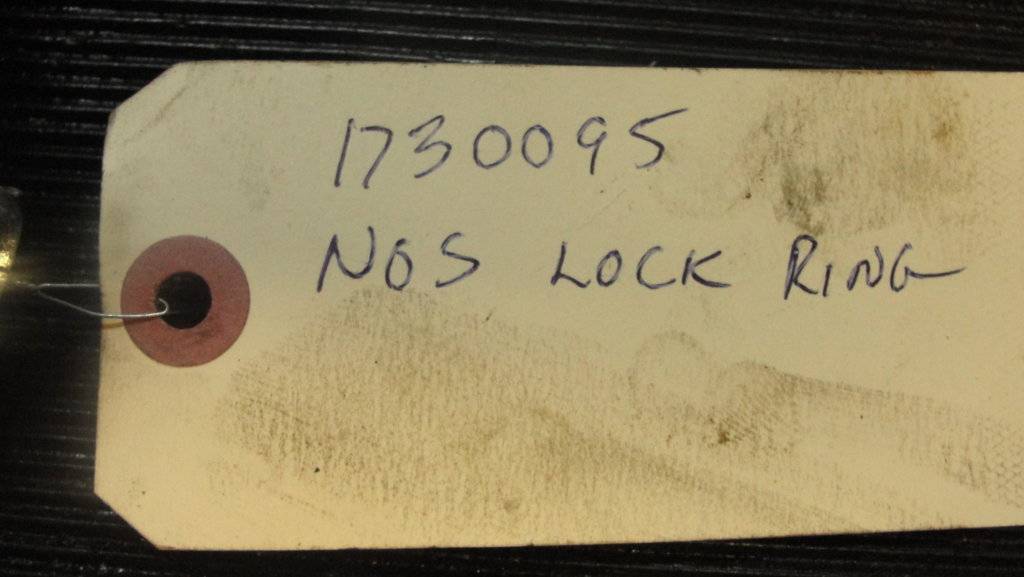 1730095
NOS LOCK RING